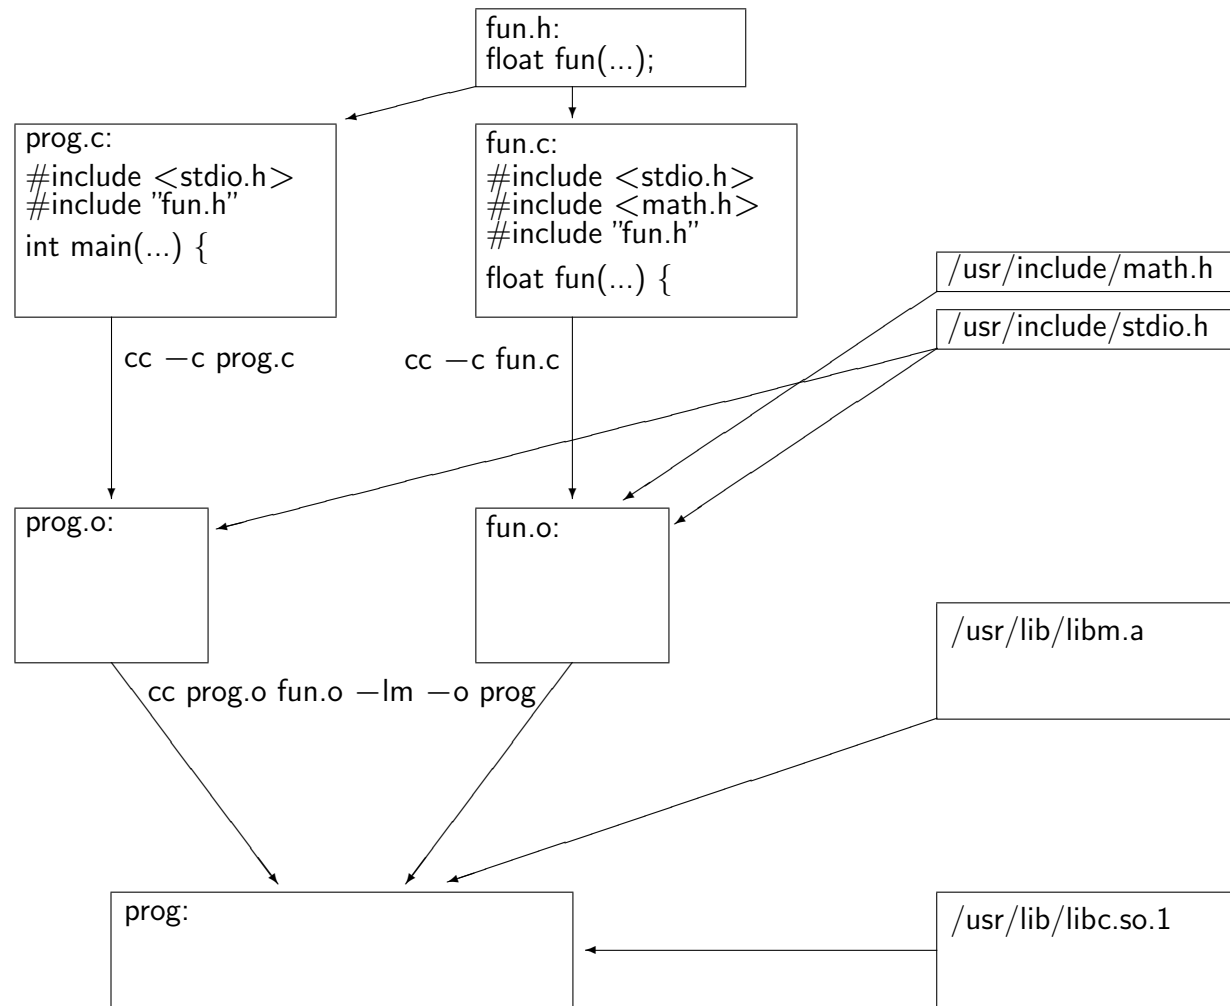 fun.h:
float fun(...);
prog.c:
#include <stdio.h>
#include ”fun.h”
int main(...) {
fun.c:
#include <stdio.h>
#include <math.h>
#include ”fun.h”
float fun(...) {
/usr/include/math.h
/usr/include/stdio.h
cc −c prog.c
cc −c fun.c
prog.o:
fun.o:
/usr/lib/libm.a
cc prog.o fun.o −lm −o prog
prog:
/usr/lib/libc.so.1